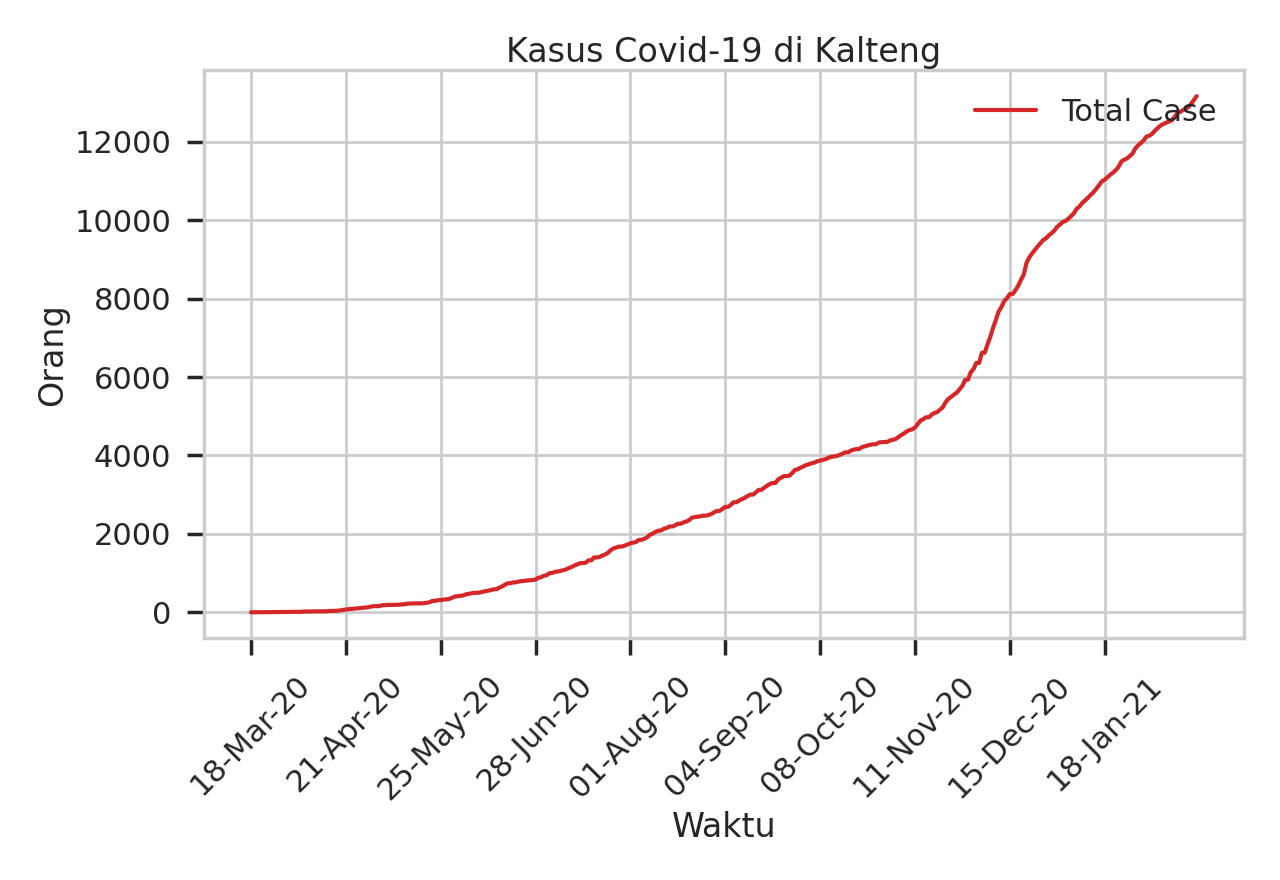 Kasus Covid-19 di Kalteng
Total Case
12000
10000
8000
6000
4000
2000
0
Orang
18-Mar-20
21-Apr-20
25-May-20
28-Jun-20
01-Aug-20
04-Sep-20
08-Oct-20
11-Nov-20
15-Dec-20
18-Jan-21
Waktu